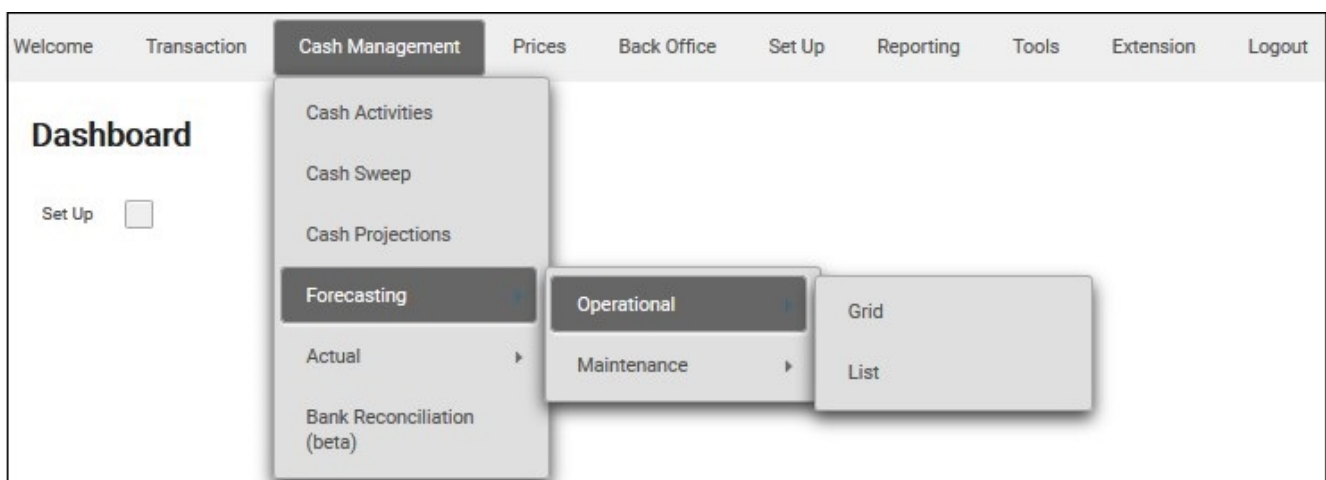 Welcome Transaction Cash Management Prices Back Office Set Up Reporting Tools Extension Logout
Dashboard
Set Up
Cash Activities
Cash Sweep
Cash Projections
Forecasting
Actual
Bank Reconciliation
(beta)
Operational
Maintenance
Grid
List